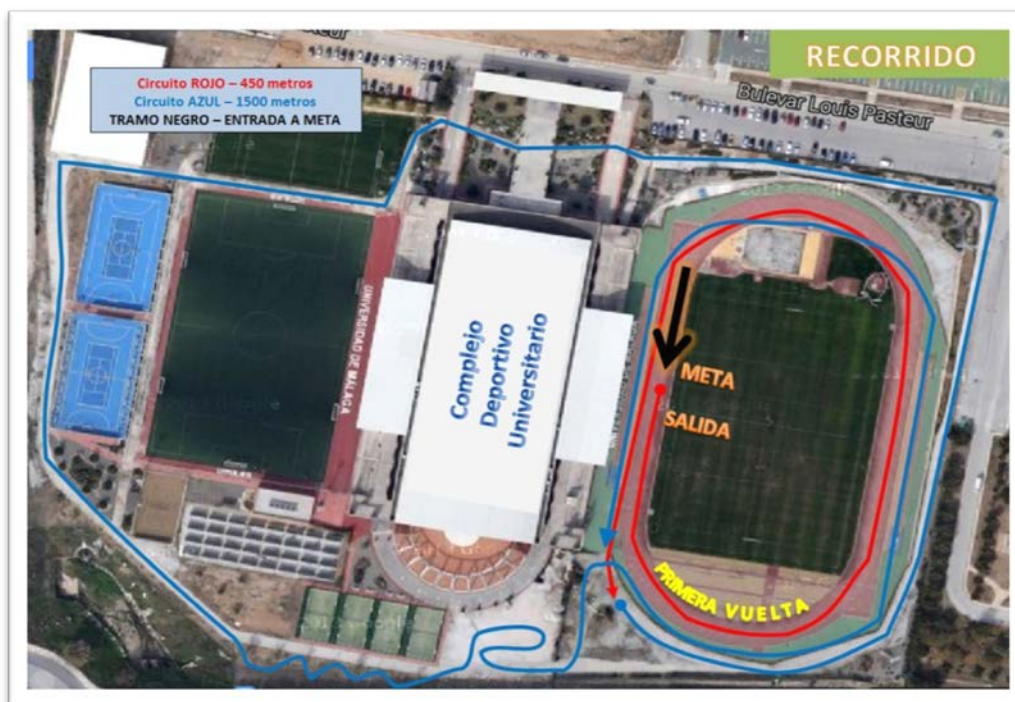 RECORRIDO
Circuito ROJO – 450 metros
Circuito AZUL – 1500 metros
TRAMO NEGRO – ENTRADA A META
Bulevar Louis Pasteur
UNIVERSIDAD DE MALAGA
Complejo
Deportivo
Universitario
META
SALIDA
PRIMERA VUELTA